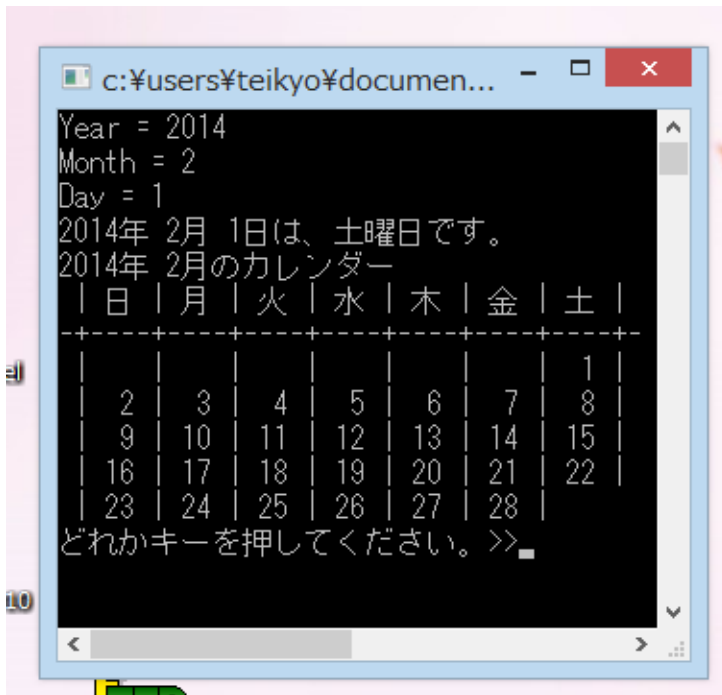 c:¥users¥teikyo¥documen...
Year = 2014
Month = 2
Day = 1
2014年 2月 1日は、土曜日です。
2014年 2月のカレンダー
| 日 | 月 | 火 | 水 | 木 | 金 | 土 |
-+----+----+----+----+----+----+----+-
|    |    |    |    |    |    |  1 |
|  2 |  3 |  4 |  5 |  6 |  7 |  8 |
|  9 | 10 | 11 | 12 | 13 | 14 | 15 |
| 16 | 17 | 18 | 19 | 20 | 21 | 22 |
| 23 | 24 | 25 | 26 | 27 | 28 |
どれかキーを押してください。>>
el
10